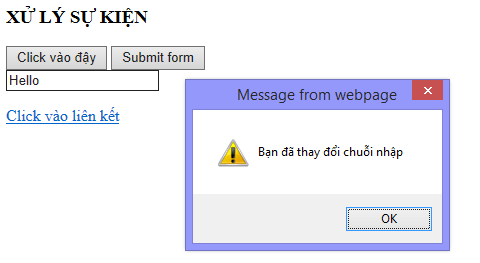 XỬ LÝ SỰ KIỆN
Click vào đậy Submit form
Hello
Click vào liên kết
Message from webpage
Bạn đã thay đổi chuỗi nhập
OK